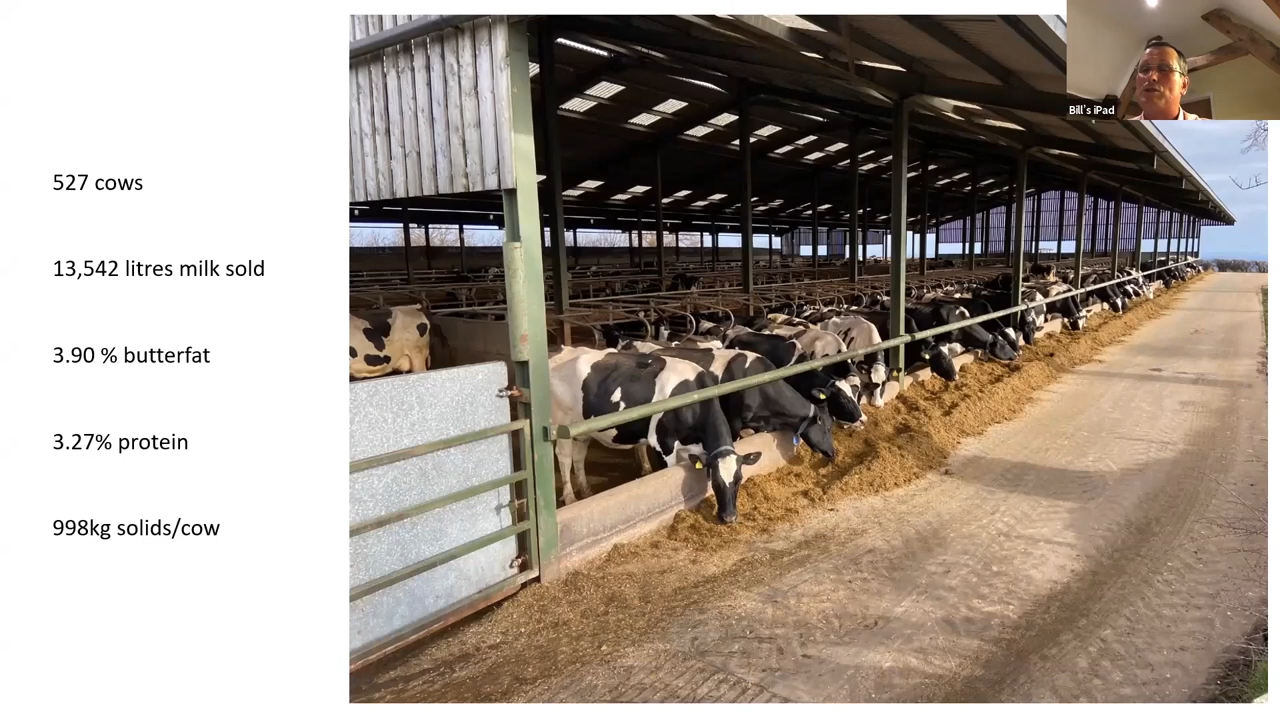 527 cows
13,542 litres milk sold
3.90 % butterfat
3.27% protein
998kg solids/cow
Bill's iPad